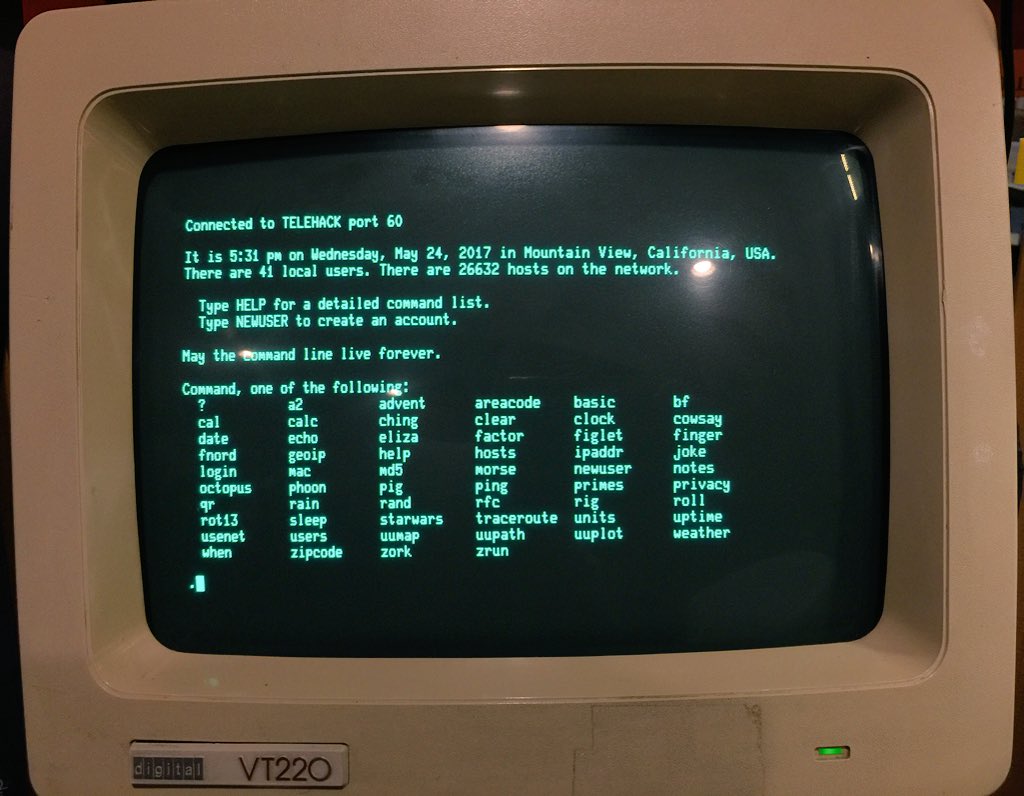 Connected to TELEHACK port 60
It is 5:31 pm on Wednesday, May 24, 2017 in Mountain View, California, USA.
There are 41 local users. There are 26632 hosts on the network.
Type HELP for a detailed command list.
Type NEWUSER to create an account.
May the command line live forever.
Command, one of the following:
? a2 advent areacode basic bf
cal calc ching clear clock cowsay
date echo eliza factor figlet finger
fnord geoip help hosts ipaddr joke
login mac md5 morse newuser notes
octopus phoon pig ping primes privacy
qr rain rand rfc rig roll
rot13 sleep starwars traceroute units uptime
usenet users uumap uupath uuplot weather
when zipcode zork zrun
.
digital VT220